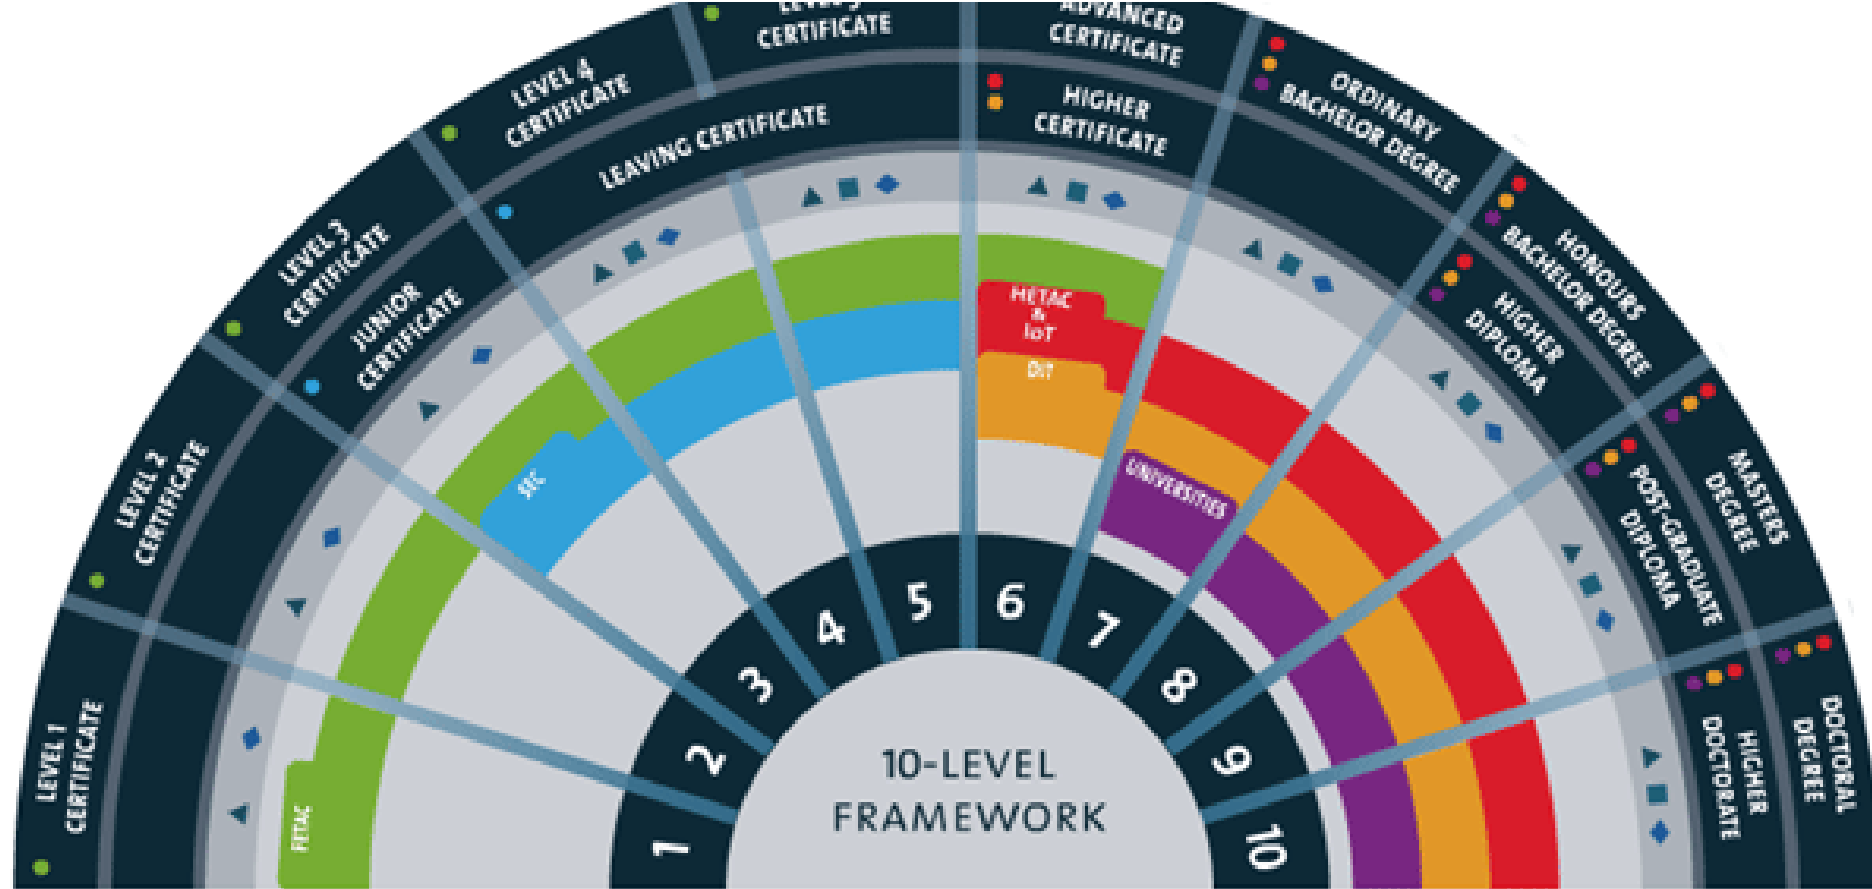 LEVEL 1
CERTIFICATE
LEVEL 2
CERTIFICATE
LEVEL 3
CERTIFICATE
JUNIOR
CERTIFICATE
LEVEL 4
CERTIFICATE
LEVEL 5
CERTIFICATE
LEAVING CERTIFICATE
ADVANCED
CERTIFICATE
HIGHER
CERTIFICATE
ORDINARY
BACHELOR DEGREE
HONOURS
BACHELOR DEGREE
HIGHER
DIPLOMA
MASTERS
DEGREE
POST-GRADUATE
DIPLOMA
DOCTORAL
DEGREE
HIGHER
DOCTORATE
FETAC
SEC
HETAC
&
IoT
DIT
UNIVERSITIES
1
2
3
4
5
6
7
8
9
10
10-LEVEL
FRAMEWORK